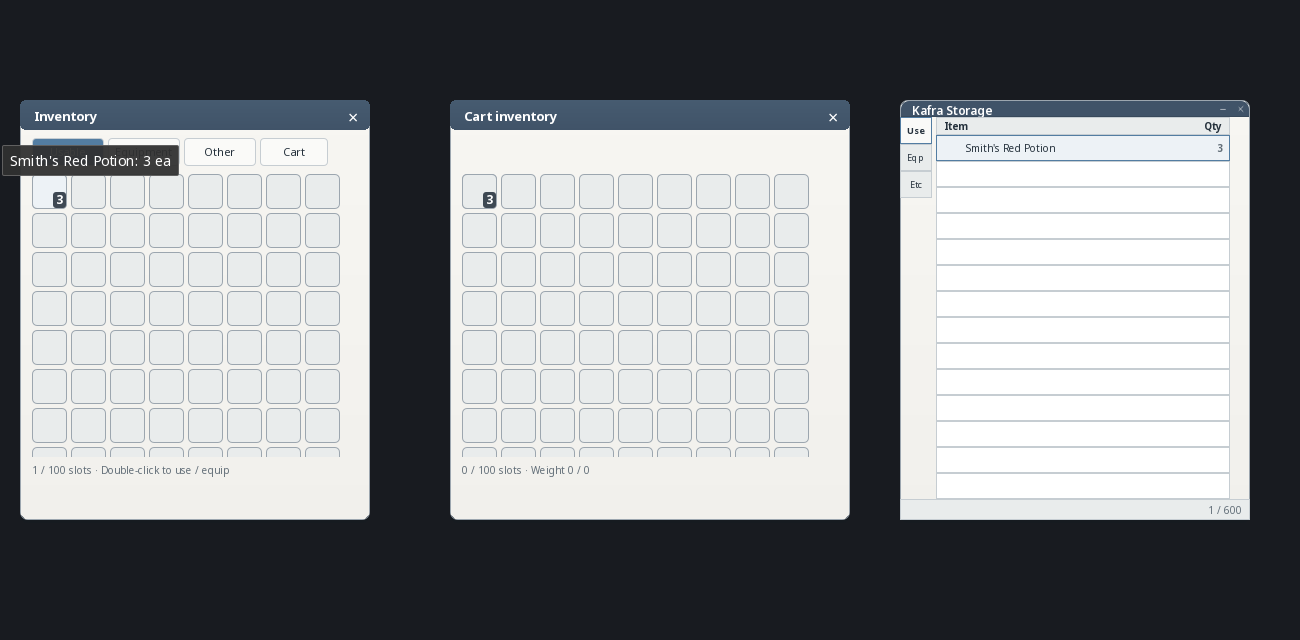 Inventory
×
Smith's Red Potion: 3 ea
Other
Cart
3
1 / 100 slots · Double-click to use / equip
Cart inventory
×
3
0 / 100 slots · Weight 0 / 0
Kafra Storage
– ×
Use
Eqp
Etc
Item Qty
Smith's Red Potion 3
1 / 600